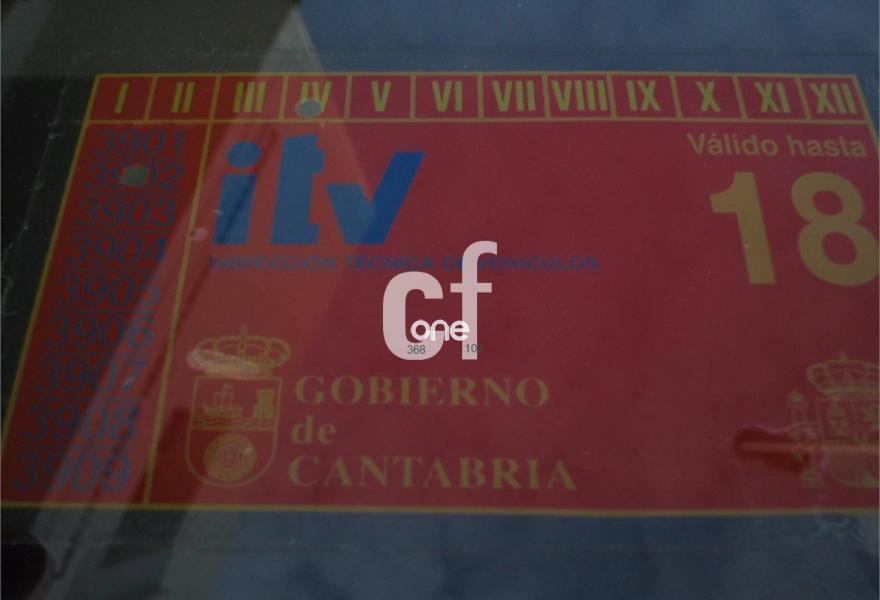 I II III IV V VI VII VIII IX X XI XII
3901
3902
3903
3904
3905
3906
3907
3908
3909
itv
INSPECCIÓN TÉCNICA DE VEHÍCULOS
Válido hasta
18
cf
one
368
GOBIERNO
de
CANTABRIA